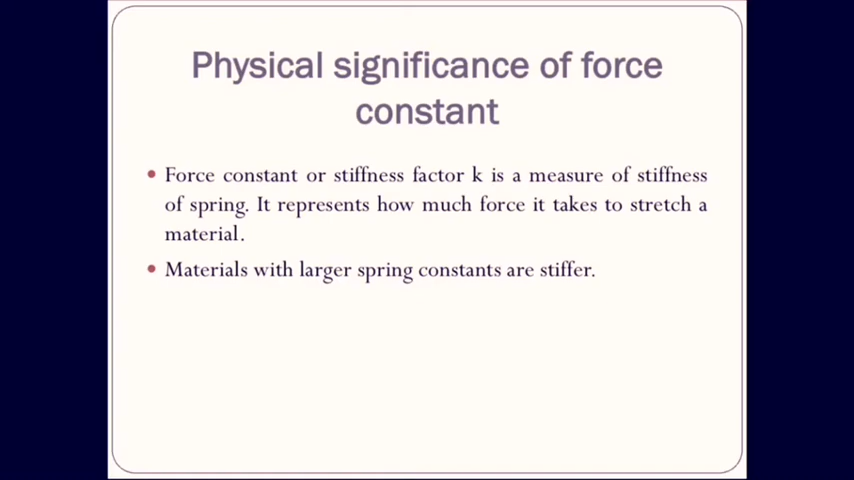 Physical significance of force
constant
• Force constant or stiffness factor k is a measure of stiffness
of spring. It represents how much force it takes to stretch a
material.
• Materials with larger spring constants are stiffer.